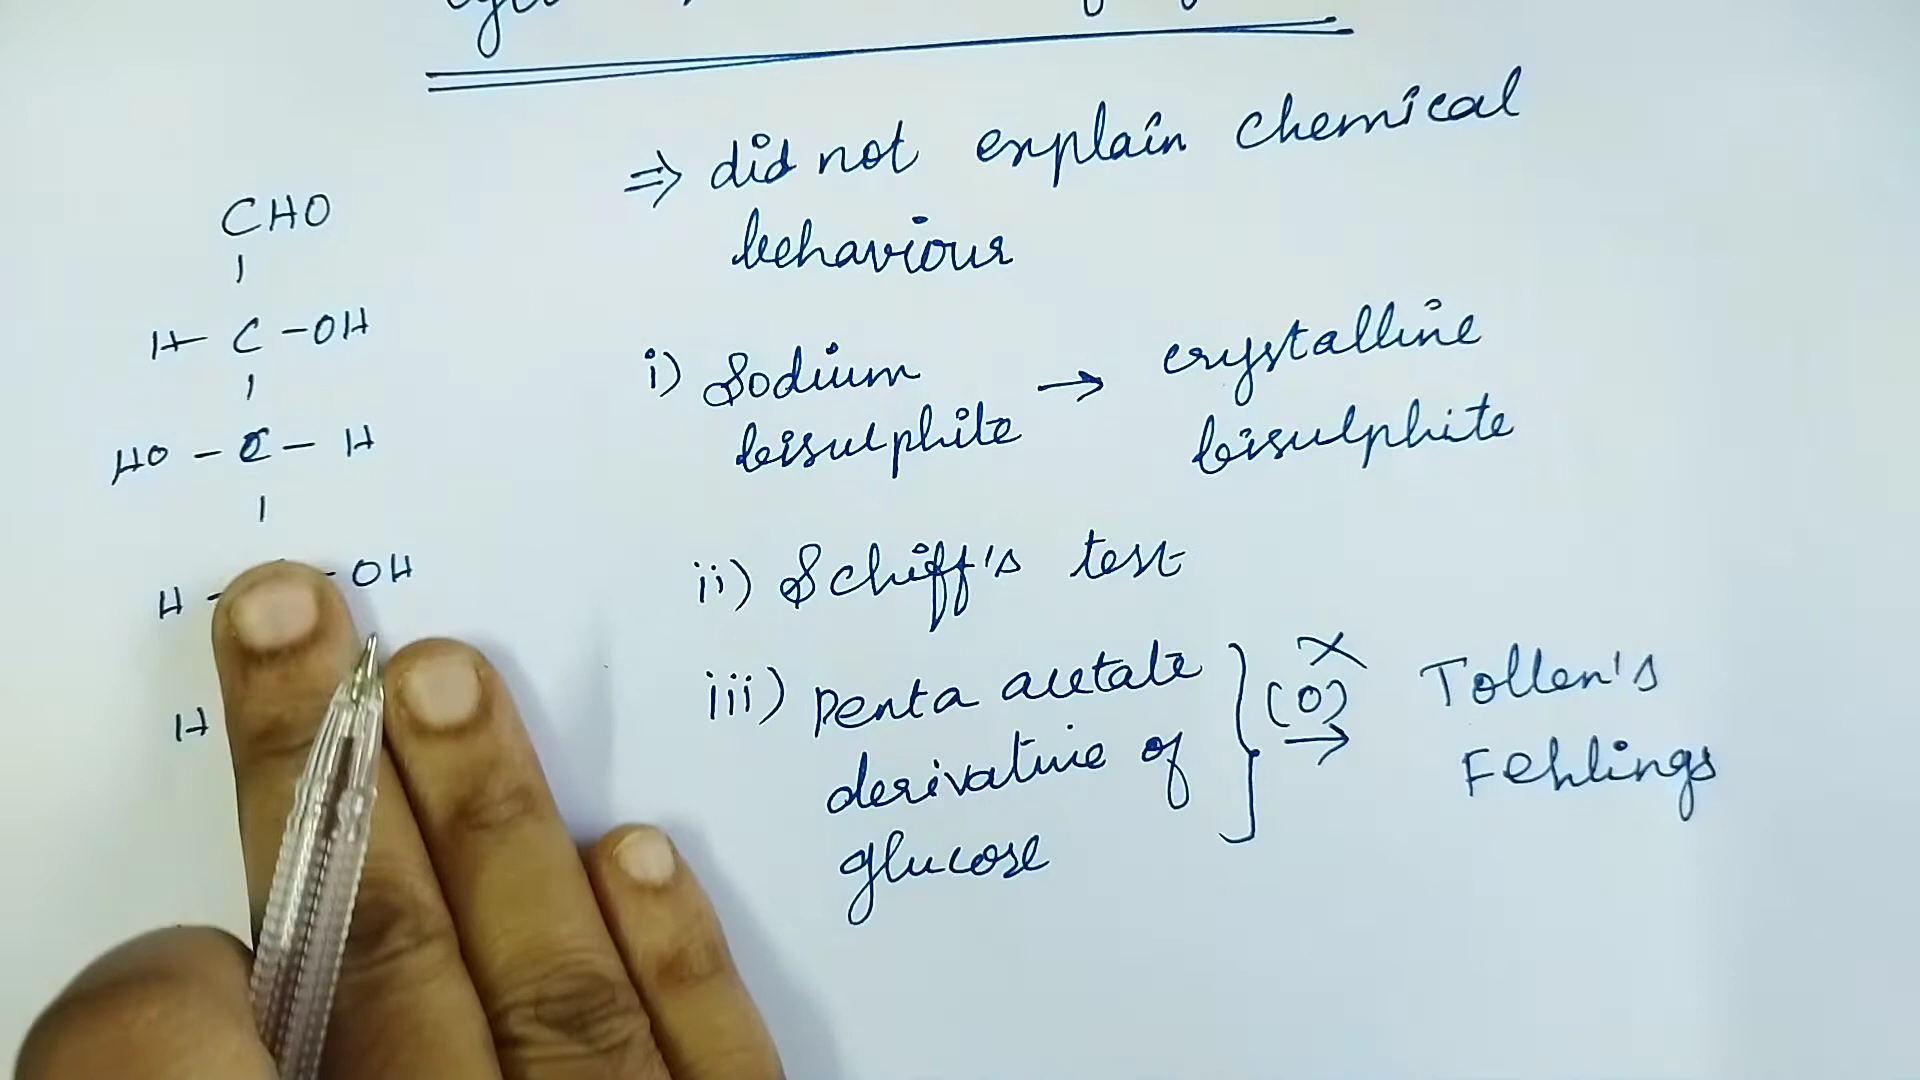 CHO
H - C - OH
HO - C - H
H - - OH
H
⇒ did not explain chemical
behaviour
i) Sodium bisulphite → crystalline bisulphite
ii) Schiff's test
iii) Penta acetate
derivative of
glucose
X
(O)
→
Tollen's
Fehlings